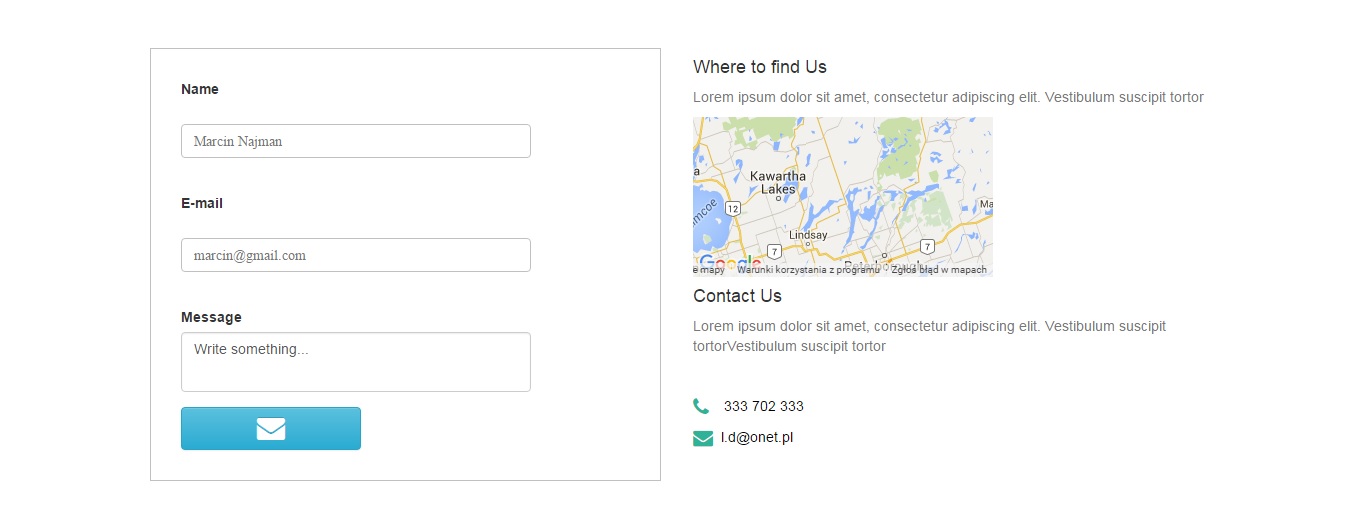 Name
Marcin Najman
E-mail
marcin@gmail.com
Message
Write something...
Where to find Us
Lorem ipsum dolor sit amet, consectetur adipiscing elit. Vestibulum suscipit tortor
a
Kawartha
Lakes
12
mcoe
Ma
Lindsay
7
7
Peterborough
Google
e mapy
Warunki korzystania z programu
Zgłoś błąd w mapach
Contact Us
Lorem ipsum dolor sit amet, consectetur adipiscing elit. Vestibulum suscipit
tortorVestibulum suscipit tortor
333 702 333
l.d@onet.pl